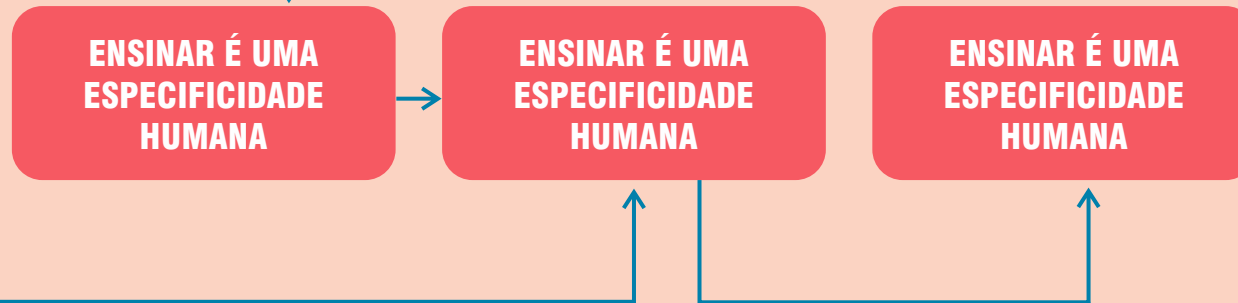 ENSINAR É UMA
ESPECIFICIDADE
HUMANA
ENSINAR É UMA
ESPECIFICIDADE
HUMANA
ENSINAR É UMA
ESPECIFICIDADE
HUMANA